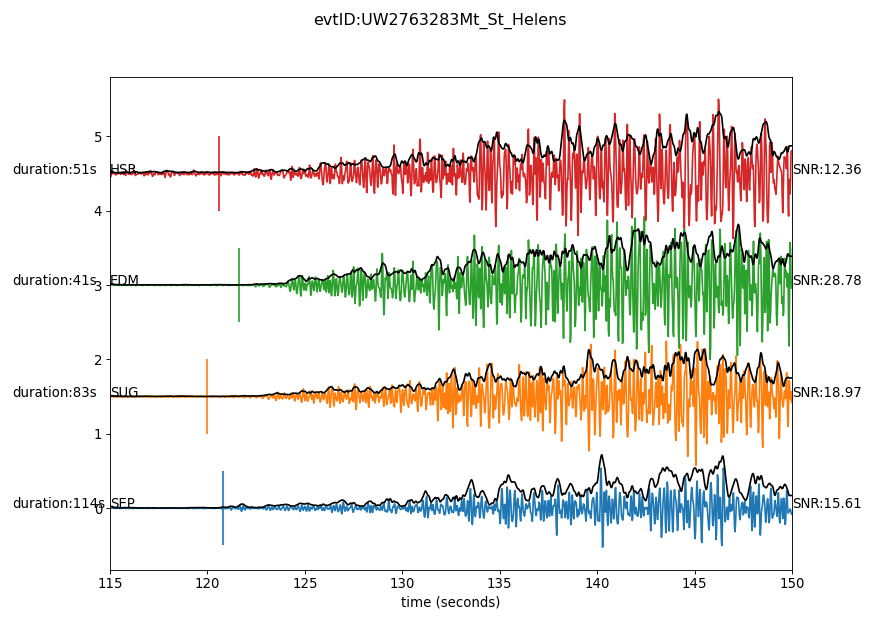 evtID:UW2763283Mt_St_Helens
5
duration:51s HSR SNR:12.36
4
duration:41s EDM SNR:28.78
3
2
duration:83s SUG SNR:18.97
1
duration:114s SEP SNR:15.61
0
115 120 125 130 135 140 145 150
time (seconds)